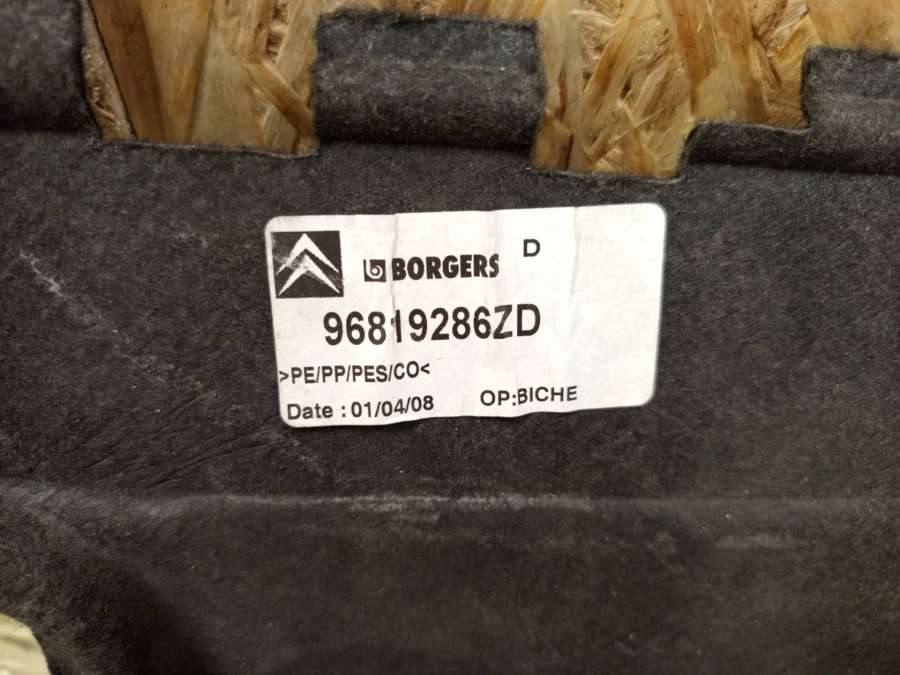 BORGERS D
96819286ZD
>PE/PP/PES/CO<
Date : 01/04/08 OP:BICHE